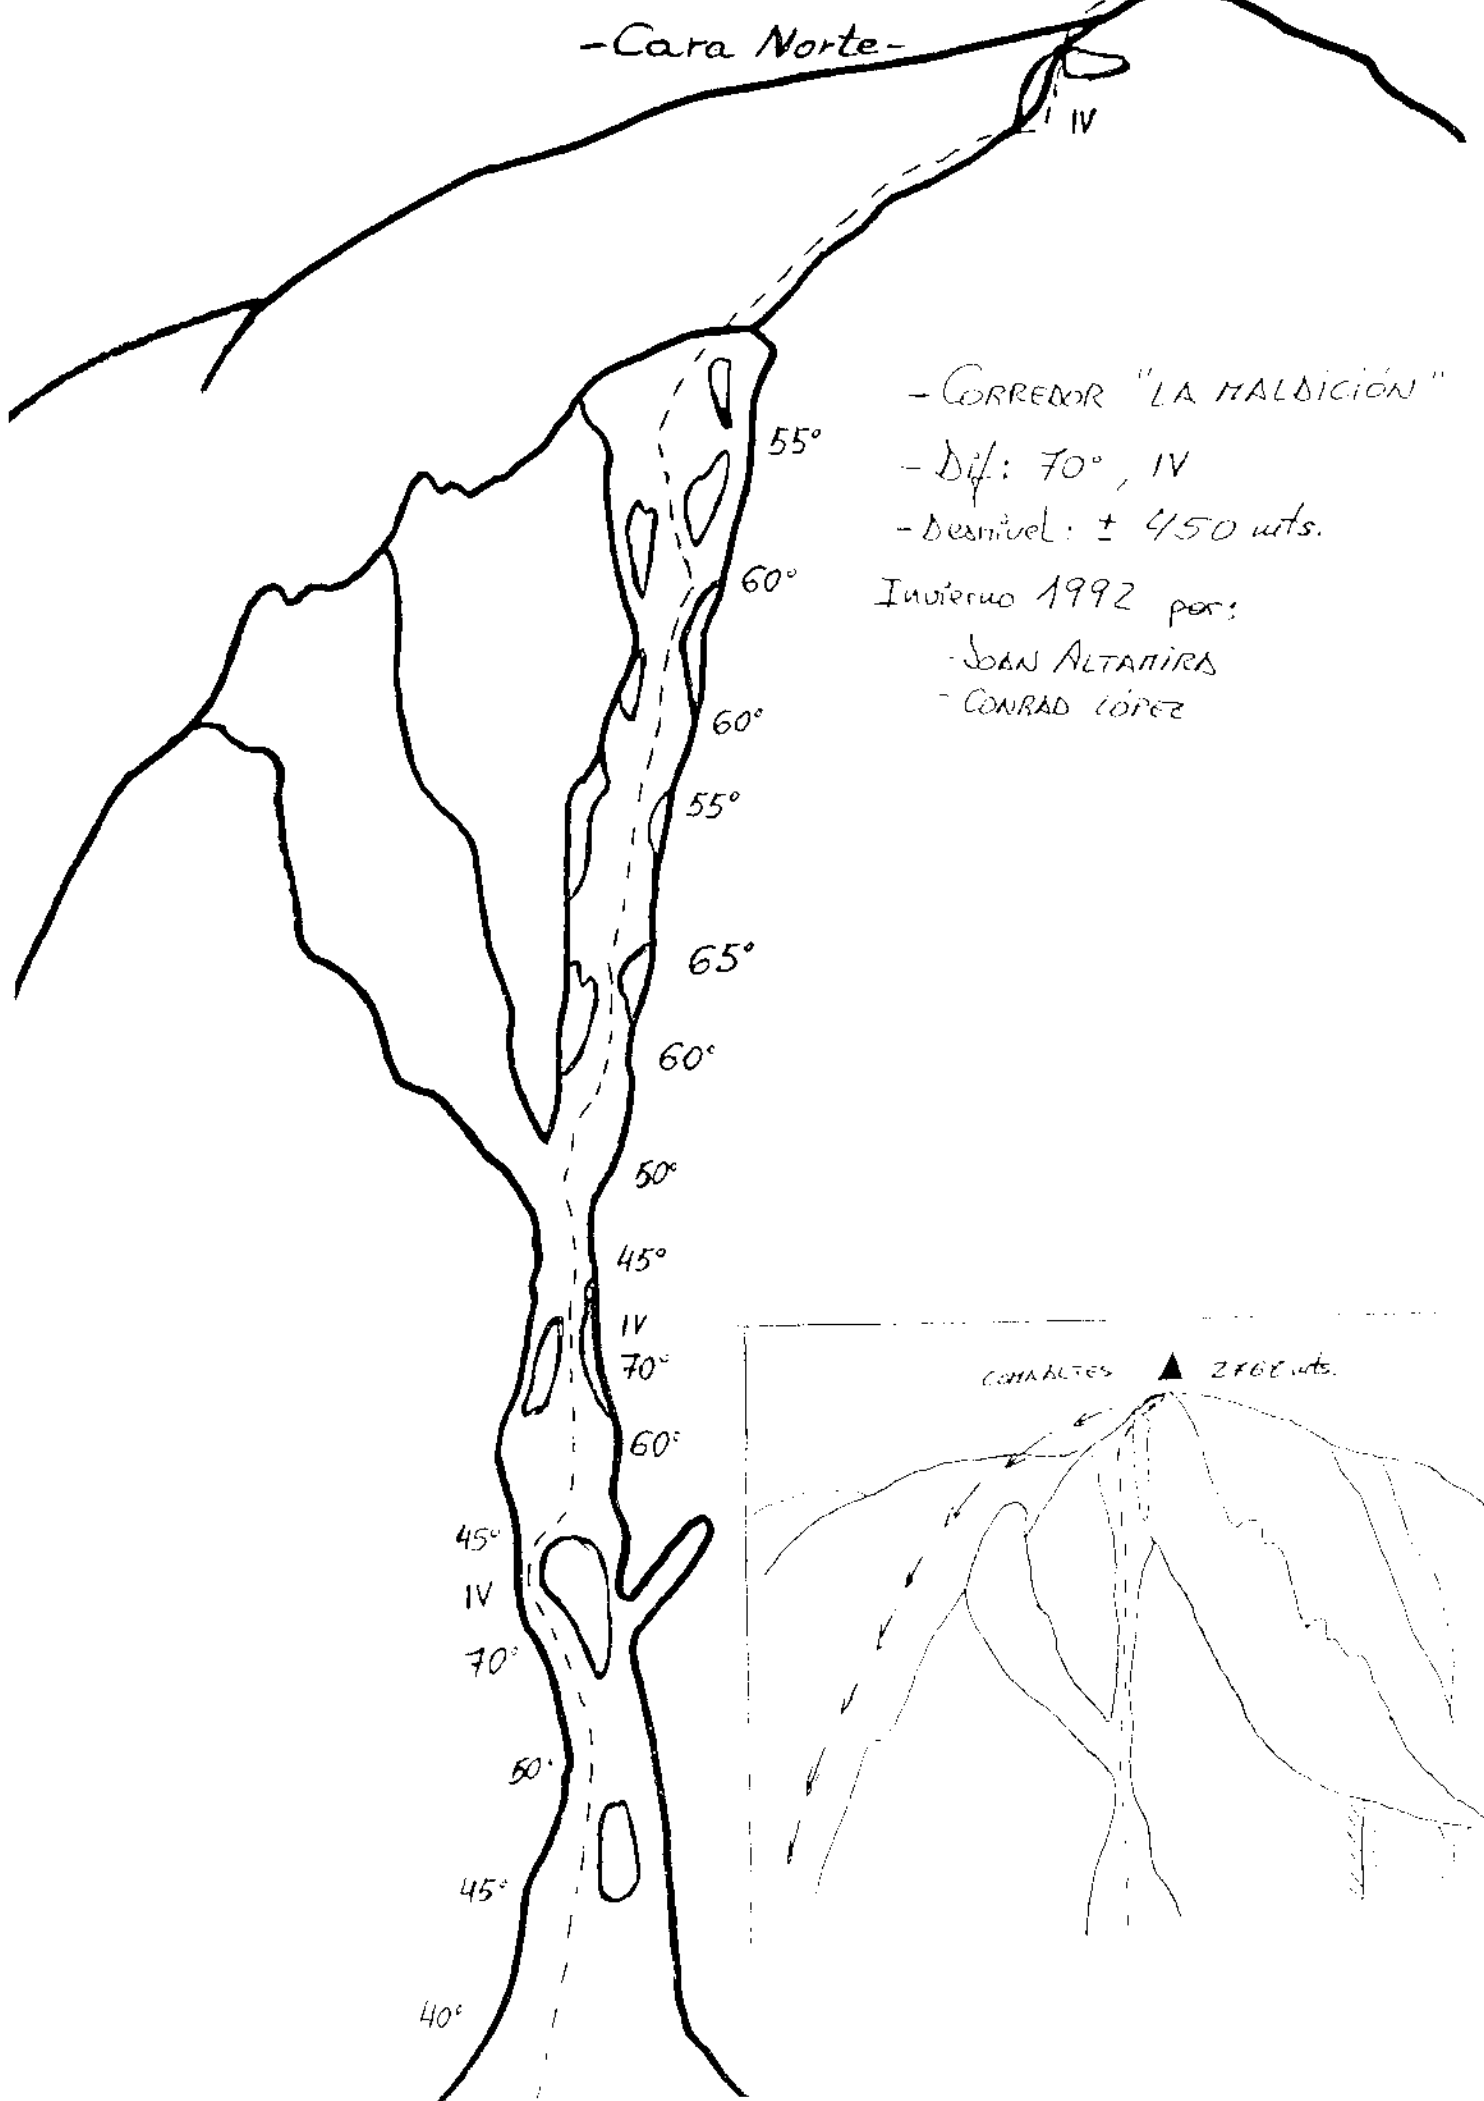 -Cara Norte-
IV
- CORREDOR "LA MALDICIÓN"
55°
- Dif.: 70°, IV
- Desnivel: ± 450 mts.
60°
Invierno 1992 por:
- JOAN ALTAMIRA
- CONRAD LÓPEZ
60°
55°
65°
60°
50°
45°
IV
70°
60°
45°
IV
70°
50°
45°
40°
COMALTES ▲ mts.